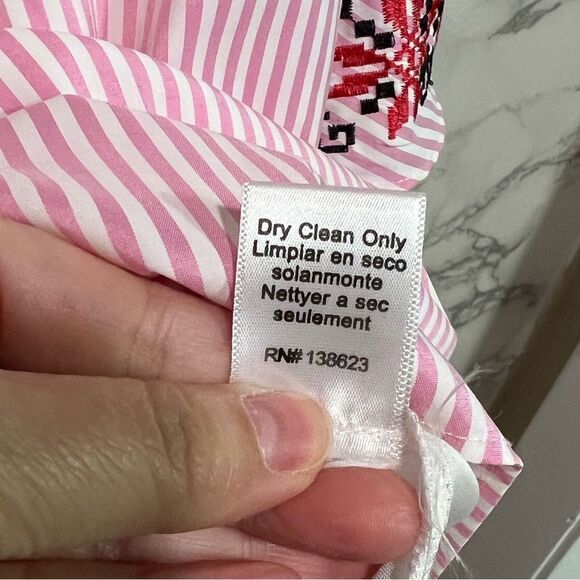 Dry Clean Only
Limpiar en seco
solanmonte
Nettyer a sec
seulement
RN# 138623